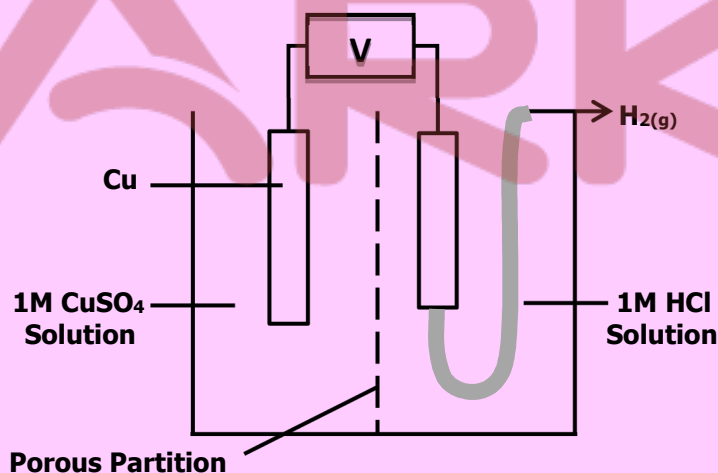 V
H2(g)
Cu
1M CuSO4
Solution
1M HCl
Solution
Porous Partition